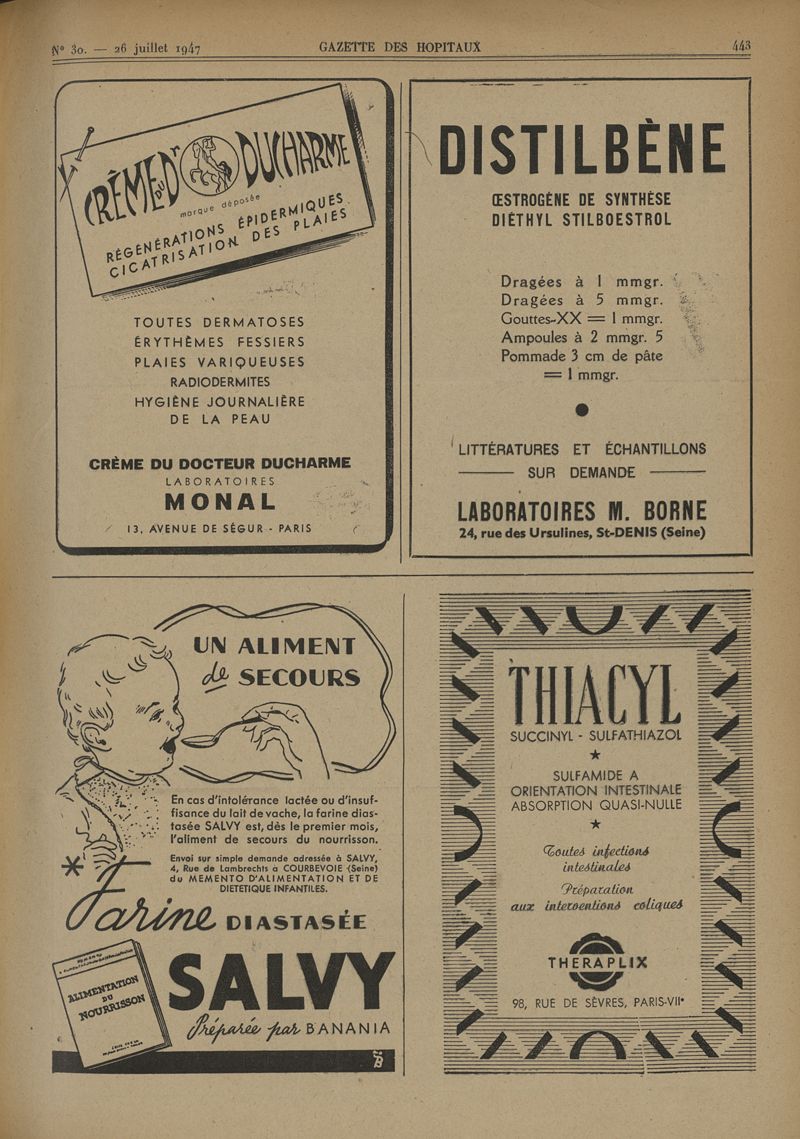 Nº 30. — 26 juillet 1947
GAZETTE DES HOPITAUX
443
CRÈME DU Dr DUCHARME
marque déposée
RÉGÉNÉRATIONS ÉPIDERMIQUES
CICATRISATION DES PLAIES
TOUTES DERMATOSES
ÉRYTHÈMES FESSIERS
PLAIES VARIQUEUSES
RADIODERMITES
HYGIÈNE JOURNALIÈRE
DE LA PEAU
CRÈME DU DOCTEUR DUCHARME
LABORATOIRES
MONAL
13, AVENUE DE SÉGUR - PARIS
DISTILBÈNE
ŒSTROGÈNE DE SYNTHÈSE
DIÉTHYL STILBOESTROL
Dragées à 1 mmgr.
Dragées à 5 mmgr.
Gouttes-XX = 1 mmgr.
Ampoules à 2 mmgr. 5
Pommade 3 cm de pâte
= 1 mmgr.
LITTÉRATURES ET ÉCHANTILLONS
SUR DEMANDE
LABORATOIRES M. BORNE
24, rue des Ursulines, St-DENIS (Seine)
UN ALIMENT
de SECOURS
En cas d'intolérance lactée ou d'insuf-
fisance du lait de vache, la farine dias-
tasée SALVY est, dès le premier mois,
l'aliment de secours du nourrisson.
Envoi sur simple demande adressée à SALVY,
4, Rue de Lambrechts à COURBEVOIE (Seine)
du MEMENTO D'ALIMENTATION ET DE
DIETETIQUE INFANTILES.
Farine DIASTASÉE
SALVY
Préparée par BANANIA
ALIMENTATION
DU
NOURRISSON
B
THIACYL
SUCCINYL - SULFATHIAZOL
SULFAMIDE A
ORIENTATION INTESTINALE
ABSORPTION QUASI-NULLE
Toutes infections
intestinales
Préparation
aux interventions coliques
THERAPLIX
98, RUE DE SÈVRES, PARIS-VIIe